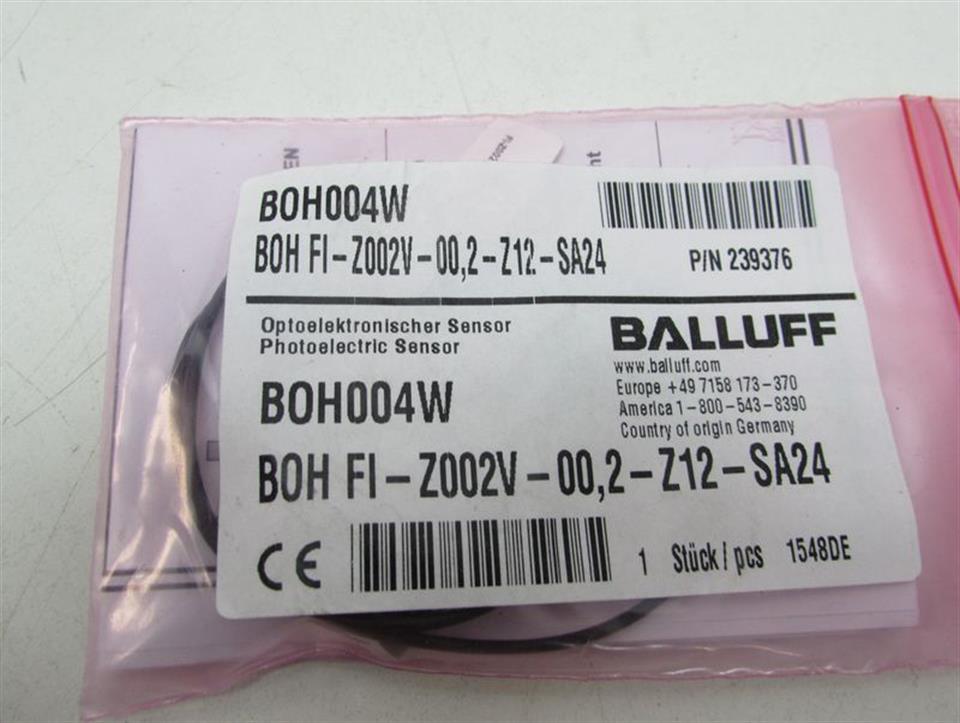 BOH004W
BOH FI-Z002V-00,2-Z12-SA24
P/N 239376
Optoelektronischer Sensor
Photoelectric Sensor
BALLUFF
www.balluff.com
Europe +49 7158 173-370
America 1-800-543-8390
Country of origin Germany
BOH004W
BOH FI-Z002V-00,2-Z12-SA24
CE
1 Stück / pcs 1548DE